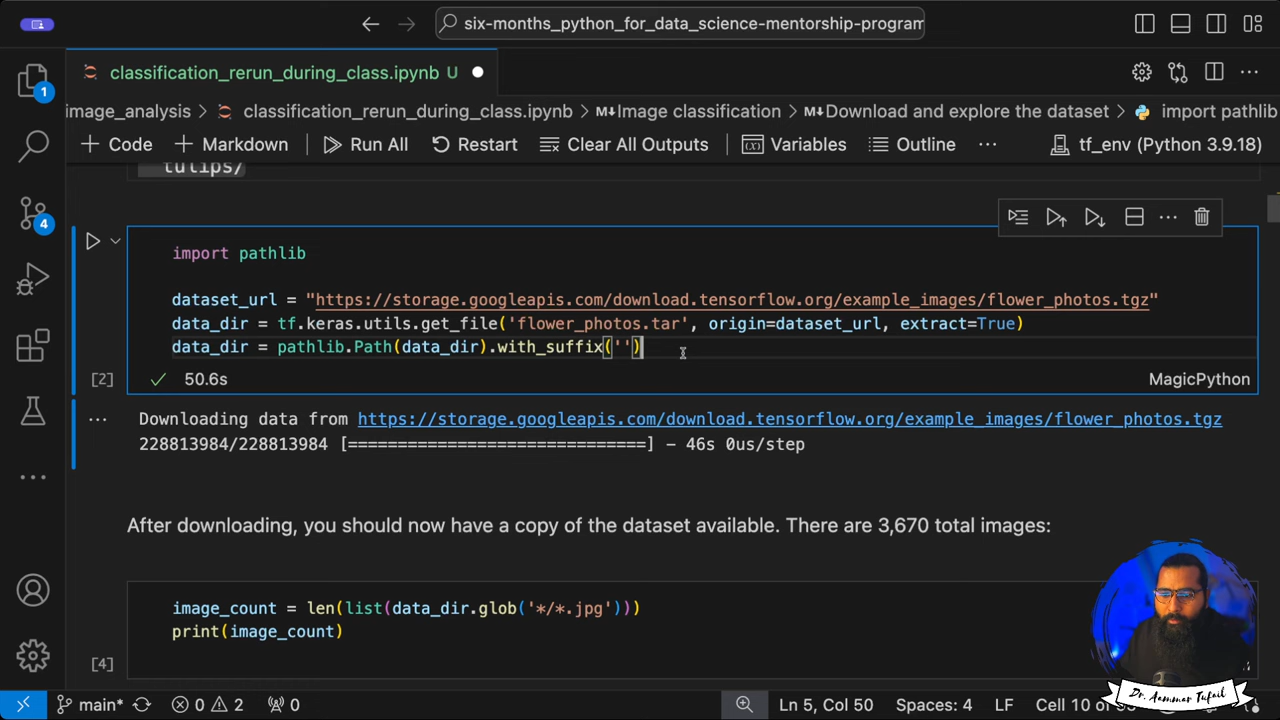 six-months_python_for_data_science-mentorship-program
classification_rerun_during_class.ipynb U
image_analysis > classification_rerun_during_class.ipynb > M↓Image classification > M↓Download and explore the dataset > import pathlib
+ Code + Markdown Run All Restart Clear All Outputs Variables Outline ... tf_env (Python 3.9.18)
tulips/
import pathlib
dataset_url = "https://storage.googleapis.com/download.tensorflow.org/example_images/flower_photos.tgz"
data_dir = tf.keras.utils.get_file('flower_photos.tar', origin=dataset_url, extract=True)
data_dir = pathlib.Path(data_dir).with_suffix('')
[2] 50.6s MagicPython
Downloading data from https://storage.googleapis.com/download.tensorflow.org/example_images/flower_photos.tgz
228813984/228813984 [==============================] - 46s 0us/step
After downloading, you should now have a copy of the dataset available. There are 3,670 total images:
image_count = len(list(data_dir.glob('*/*.jpg')))
print(image_count)
[4]
1
4
Dr. Aammar Tufail
main* 0 2 0 Ln 5, Col 50 Spaces: 4 LF Cell 10 of